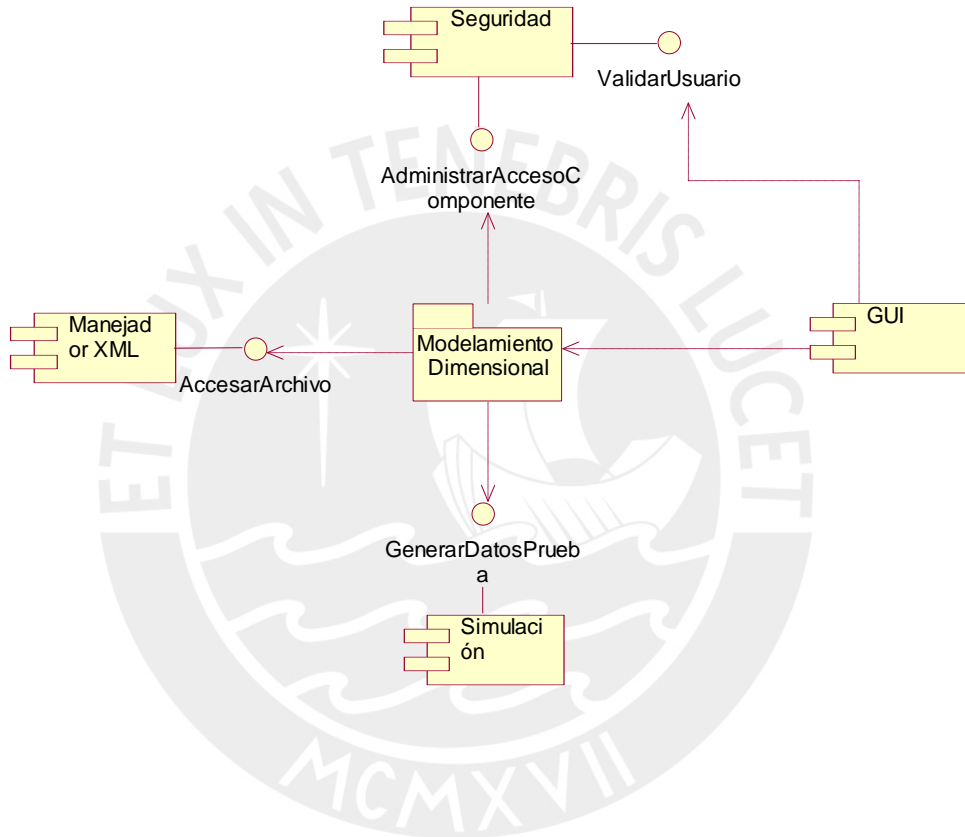 Seguridad
ValidarUsuario
AdministrarAccesoC
omponente
Manejad
or XML
AccesarArchivo
Modelamiento
Dimensional
GUI
GenerarDatosPrueb
a
Simulaci
ón
ET LUX IN TENEBRIS LUCET
MCMXVII